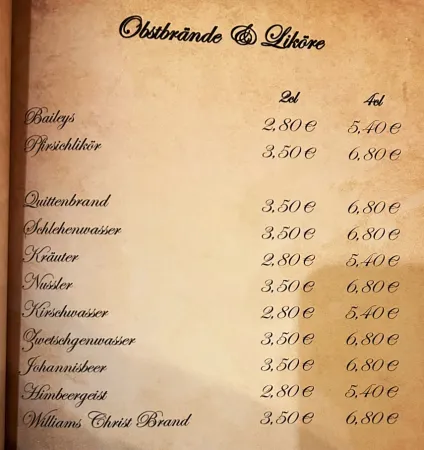 Obstbrände & Liköre
2cl 4cl
Baileys 2,80 € 5,40 €
Pfirsichlikör 3,50 € 6,80 €
Quittenbrand 3,50 € 6,80 €
Schlehenwasser 3,50 € 6,80 €
Kräuter 2,80 € 5,40 €
Nussler 3,50 € 6,80 €
Kirschwasser 2,80 € 5,40 €
Zwetschgenwasser 3,50 € 6,80 €
Johannisbeer 3,50 € 6,80 €
Himbeergeist 2,80 € 5,40 €
Williams Christ Brand 3,50 € 6,80 €